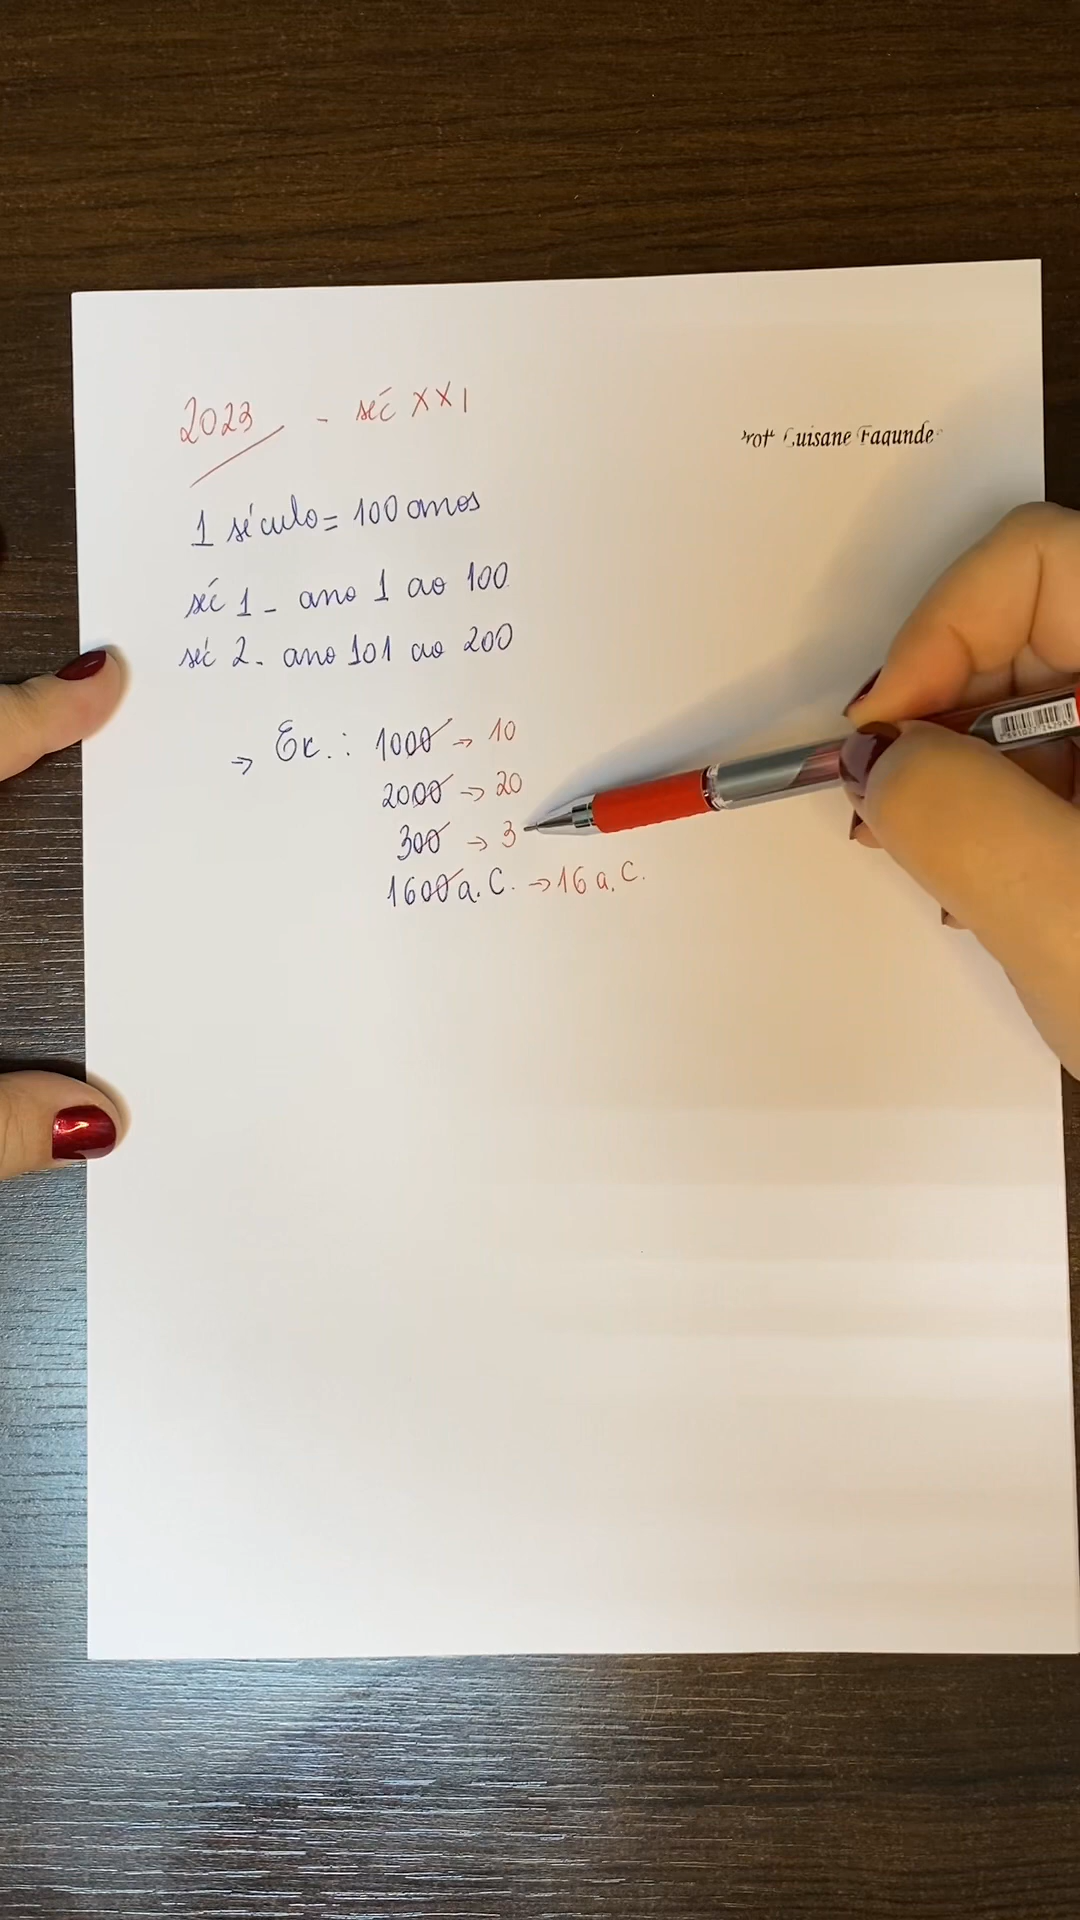 2023 - séc XXI
Profª Luisane Fagundes
1 século = 100 anos
séc 1 - ano 1 ao 100
séc 2 - ano 101 ao 200
→ Ex.: 1000 → 10
2000 → 20
300 → 3
1600 a.C. → 16 a.C.